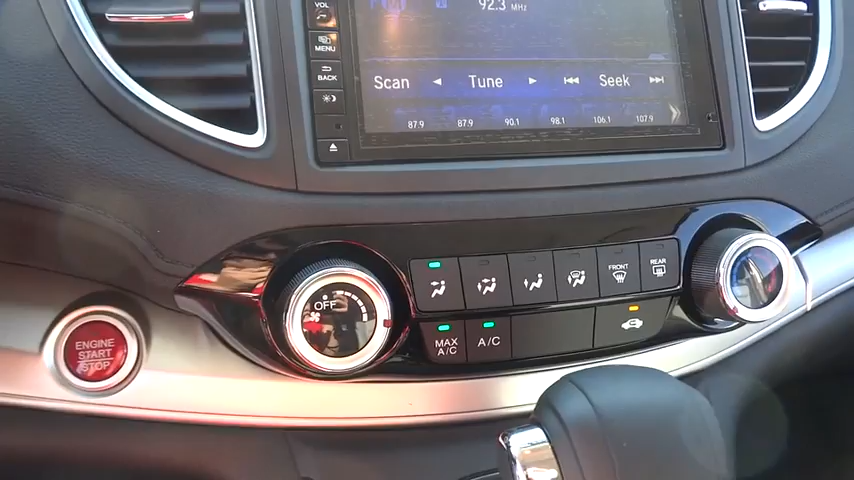 VOL
92.3 MHz
MENU
BACK
Scan Tune Seek
87.9 87.9 90.1 98.1 106.1 107.9
OFF
FRONT
REAR
MAX A/C
A/C
ENGINE
START
STOP